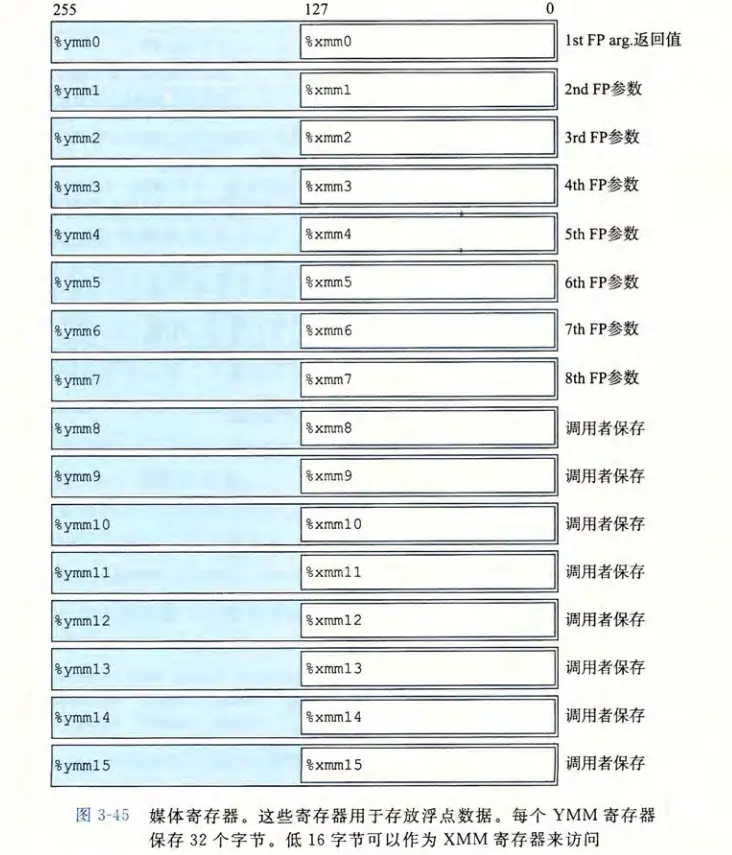 255 127 0
%ymm0 %xmm0 1st FP arg.返回值
%ymm1 %xmm1 2nd FP参数
%ymm2 %xmm2 3rd FP参数
%ymm3 %xmm3 4th FP参数
%ymm4 %xmm4 5th FP参数
%ymm5 %xmm5 6th FP参数
%ymm6 %xmm6 7th FP参数
%ymm7 %xmm7 8th FP参数
%ymm8 %xmm8 调用者保存
%ymm9 %xmm9 调用者保存
%ymm10 %xmm10 调用者保存
%ymm11 %xmm11 调用者保存
%ymm12 %xmm12 调用者保存
%ymm13 %xmm13 调用者保存
%ymm14 %xmm14 调用者保存
%ymm15 %xmm15 调用者保存
图 3-45 媒体寄存器。这些寄存器用于存放浮点数据。每个 YMM 寄存器
保存 32 个字节。低 16 字节可以作为 XMM 寄存器来访问